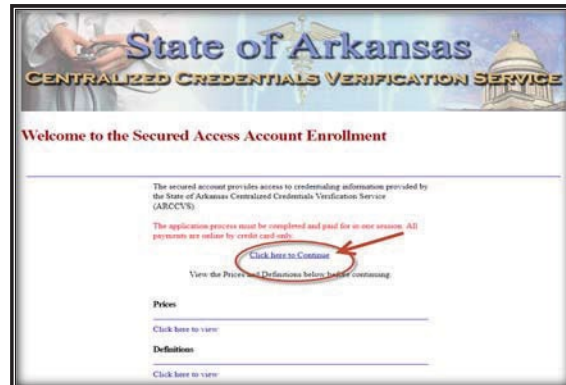 State of Arkansas
CENTRALIZED CREDENTIALS VERIFICATION SERVICE
Welcome to the Secured Access Account Enrollment
The secured account provides access to credentialing information provided by
the State of Arkansas Centralized Credentials Verification Service
(ARCCVS)
The application process must be completed and paid for in one session. All
payments are online by credit card only.
Click here to Continue
View the Prices and Definitions below before continuing
Prices
Click here to view
Definitions
Click here to view